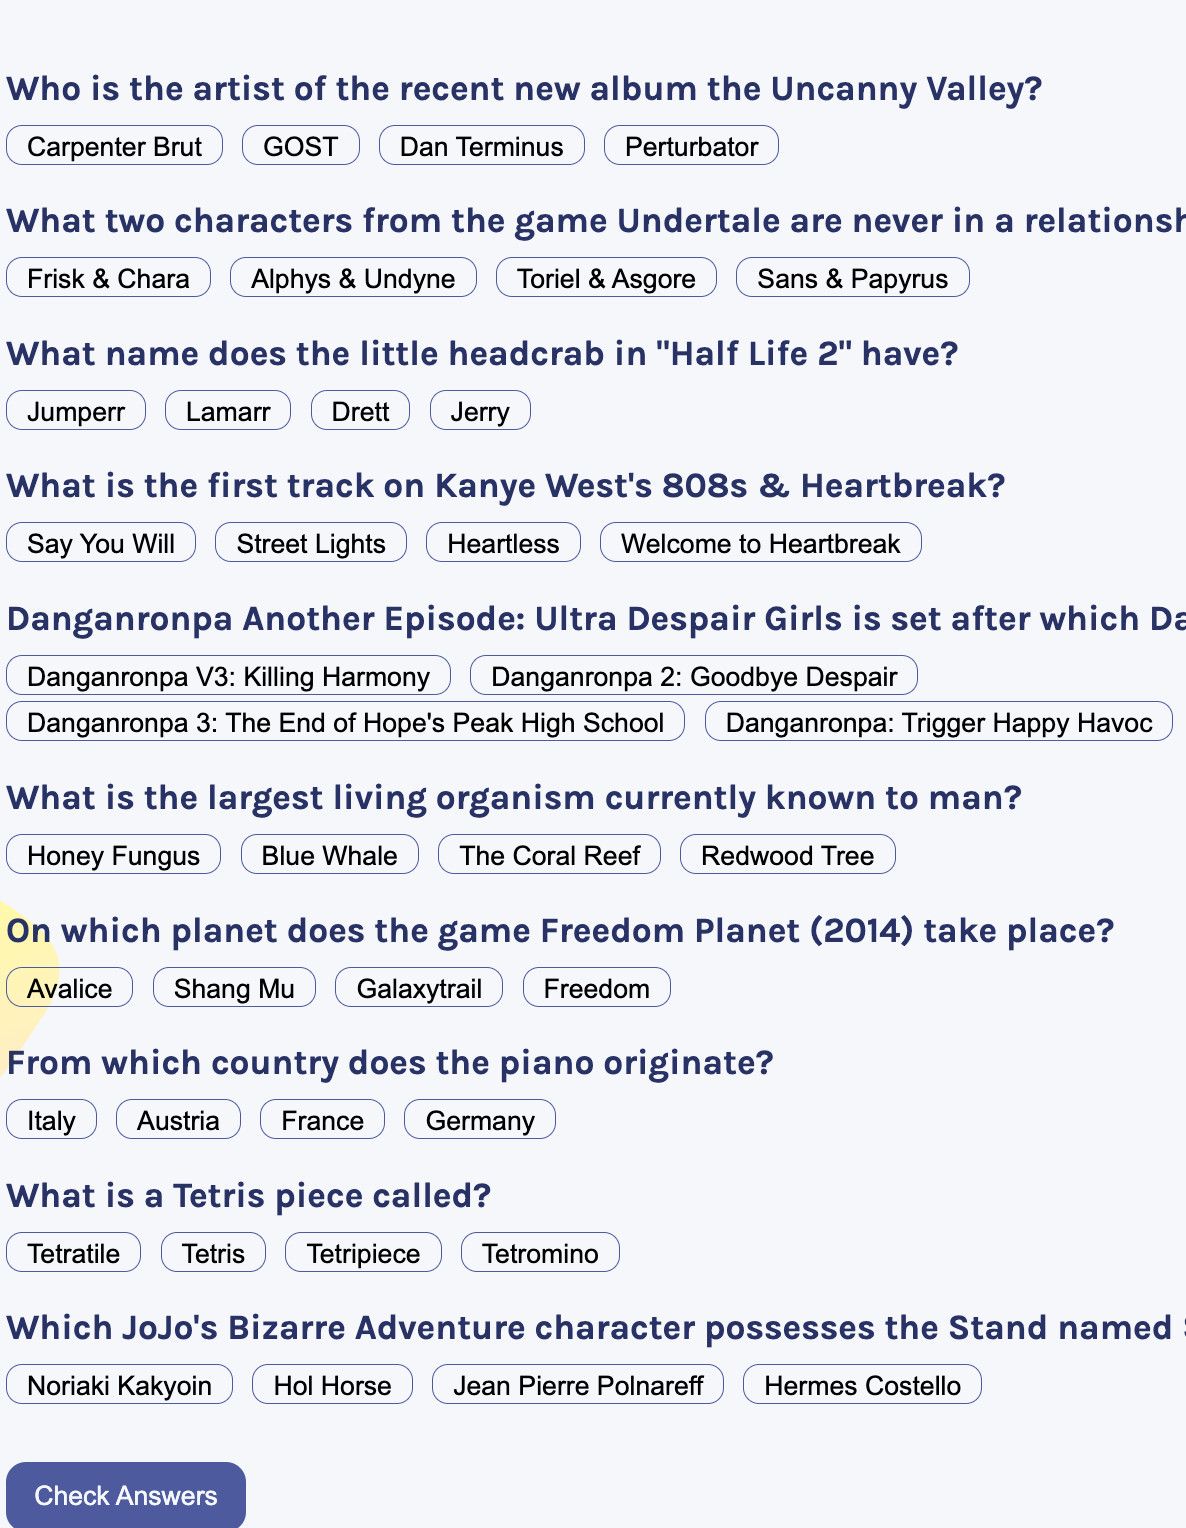 Who is the artist of the recent new album the Uncanny Valley?
Carpenter Brut GOST Dan Terminus Perturbator
What two characters from the game Undertale are never in a
Frisk & Chara Alphys & Undyne Toriel & Asgore Sans & Papyrus
What name does the little headcrab in "Half Life 2" have?
Jumperr Lamarr Drett Jerry
What is the first track on Kanye West's 808s & Heartbreak?
Say You Will Street Lights Heartless Welcome to Heartbreak
Danganronpa Another Episode: Ultra Despair Girls is set after which
Danganronpa V3: Killing Harmony Danganronpa 2: Goodbye Despair
Danganronpa 3: The End of Hope's Peak High School Danganronpa: Trigger Happy Havoc
What is the largest living organism currently known to man?
Honey Fungus Blue Whale The Coral Reef Redwood Tree
On which planet does the game Freedom Planet (2014) take place?
Avalice Shang Mu Galaxytrail Freedom
From which country does the piano originate?
Italy Austria France Germany
What is a Tetris piece called?
Tetratile Tetris Tetripiece Tetromino
Which JoJo's Bizarre Adventure character possesses the Stand named
Noriaki Kakyoin Hol Horse Jean Pierre Polnareff Hermes Costello
Check Answers